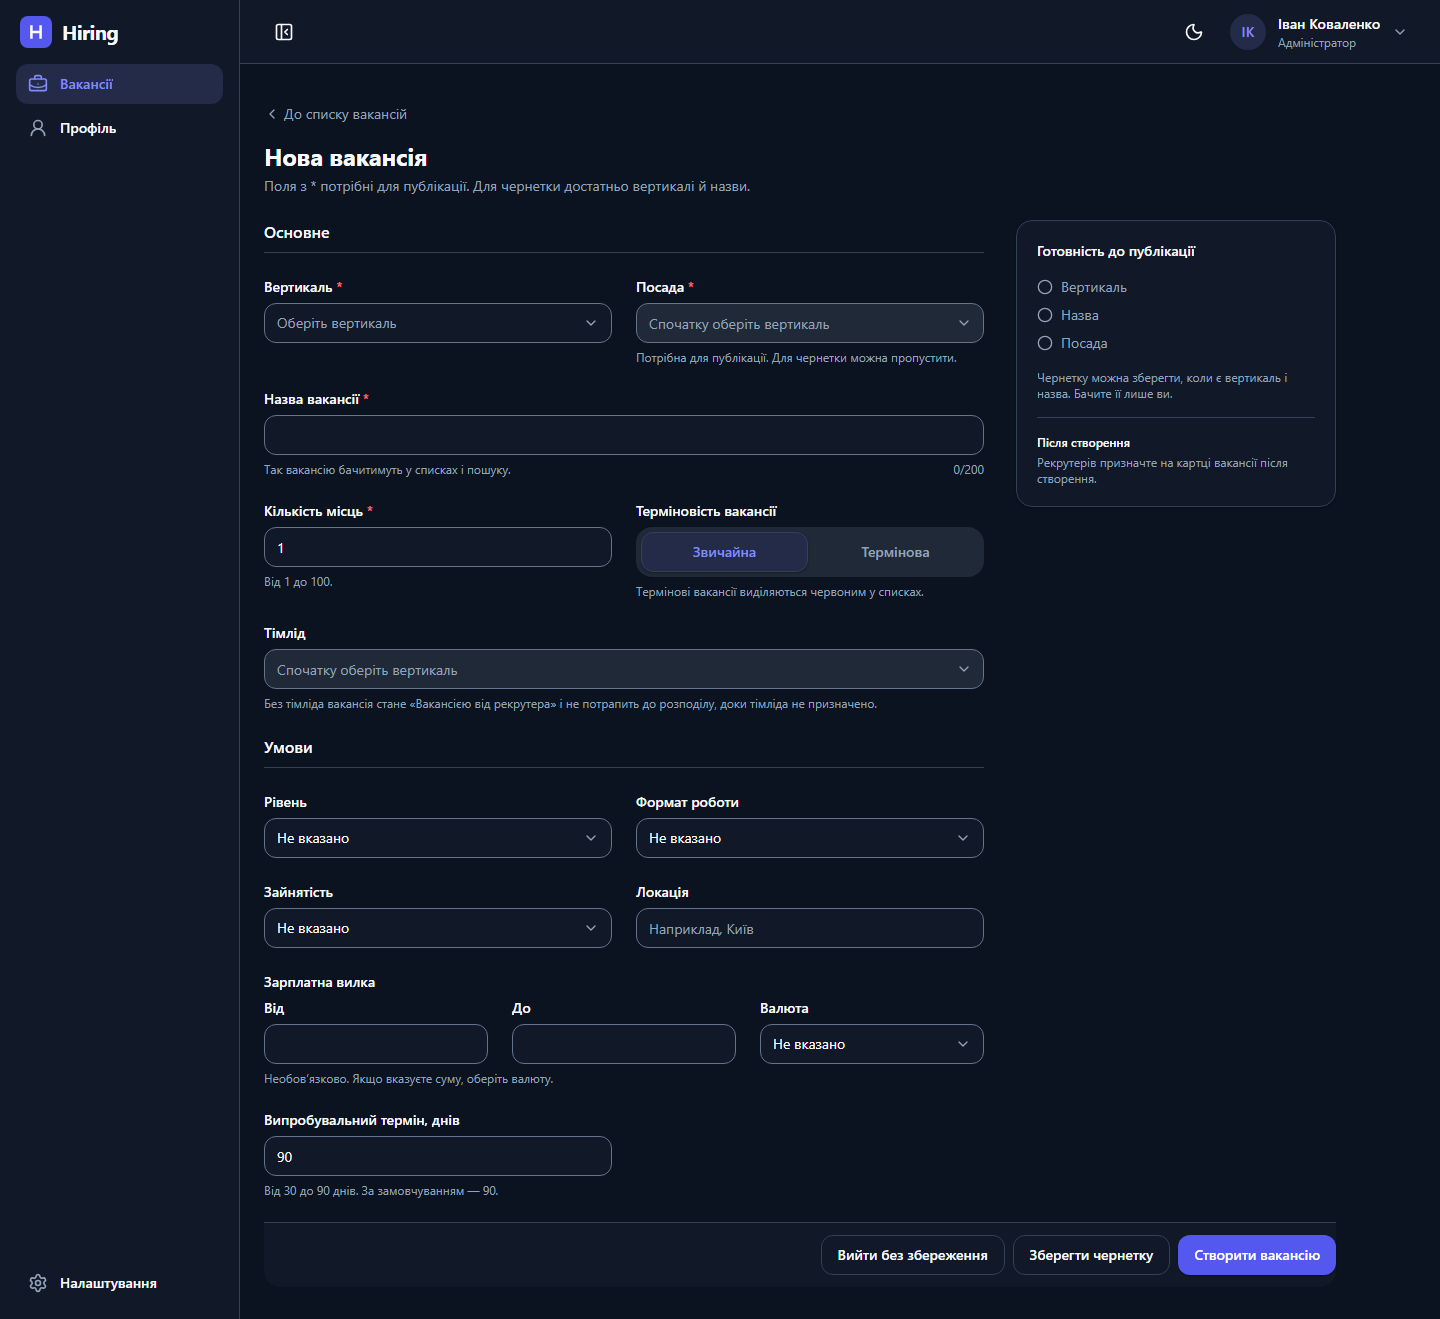 H Hiring
Вакансії
Профіль
Налаштування
ІК
Іван Коваленко
Адміністратор
До списку вакансій
Нова вакансія
Поля з * потрібні для публікації. Для чернетки достатньо вертикалі й назви.
Основне
Вертикаль *
Оберіть вертикаль
Посада *
Спочатку оберіть вертикаль
Потрібна для публікації. Для чернетки можна пропустити.
Назва вакансії *
Так вакансію бачитимуть у списках і пошуку.
0/200
Кількість місць *
1
Від 1 до 100.
Терміновість вакансії
Звичайна
Термінова
Термінові вакансії виділяються червоним у списках.
Тімлід
Спочатку оберіть вертикаль
Без тімліда вакансія стане «Вакансією від рекрутера» і не потрапить до розподілу, доки тімліда не призначено.
Умови
Рівень
Не вказано
Формат роботи
Не вказано
Зайнятість
Не вказано
Локація
Наприклад, Київ
Зарплатна вилка
Від
До
Валюта
Не вказано
Необов'язково. Якщо вказуєте суму, оберіть валюту.
Випробувальний термін, днів
90
Від 30 до 90 днів. За замовчуванням — 90.
Готовність до публікації
Вертикаль
Назва
Посада
Чернетку можна зберегти, коли є вертикаль і
назва. Бачите її лише ви.
Після створення
Рекрутерів призначте на картці вакансії після
створення.
Вийти без збереження
Зберегти чернетку
Створити вакансію